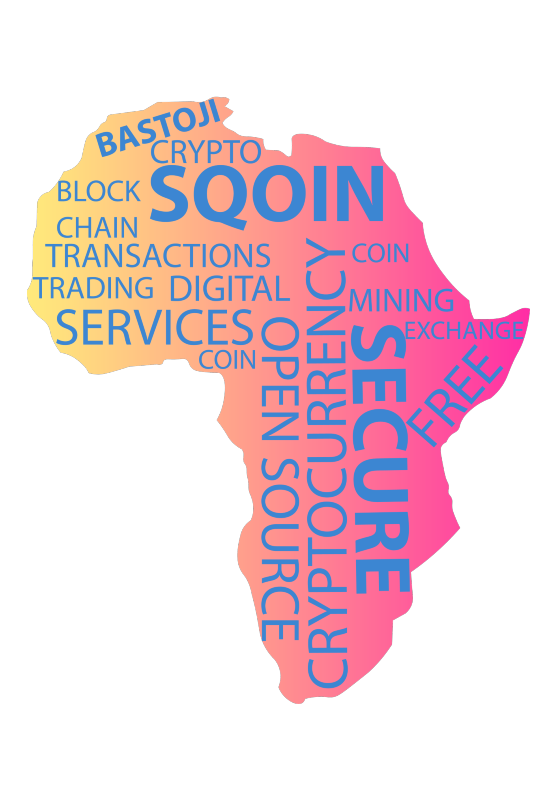 BASTOJI
CRYPTO
SQOIN
BLOCK
CHAIN
TRANSACTIONS
COIN
TRADING
DIGITAL
MINING
SERVICES
EXCHANGE
COIN
OPEN SOURCE
CRYPTOCURRENCY
SECURE
FREE